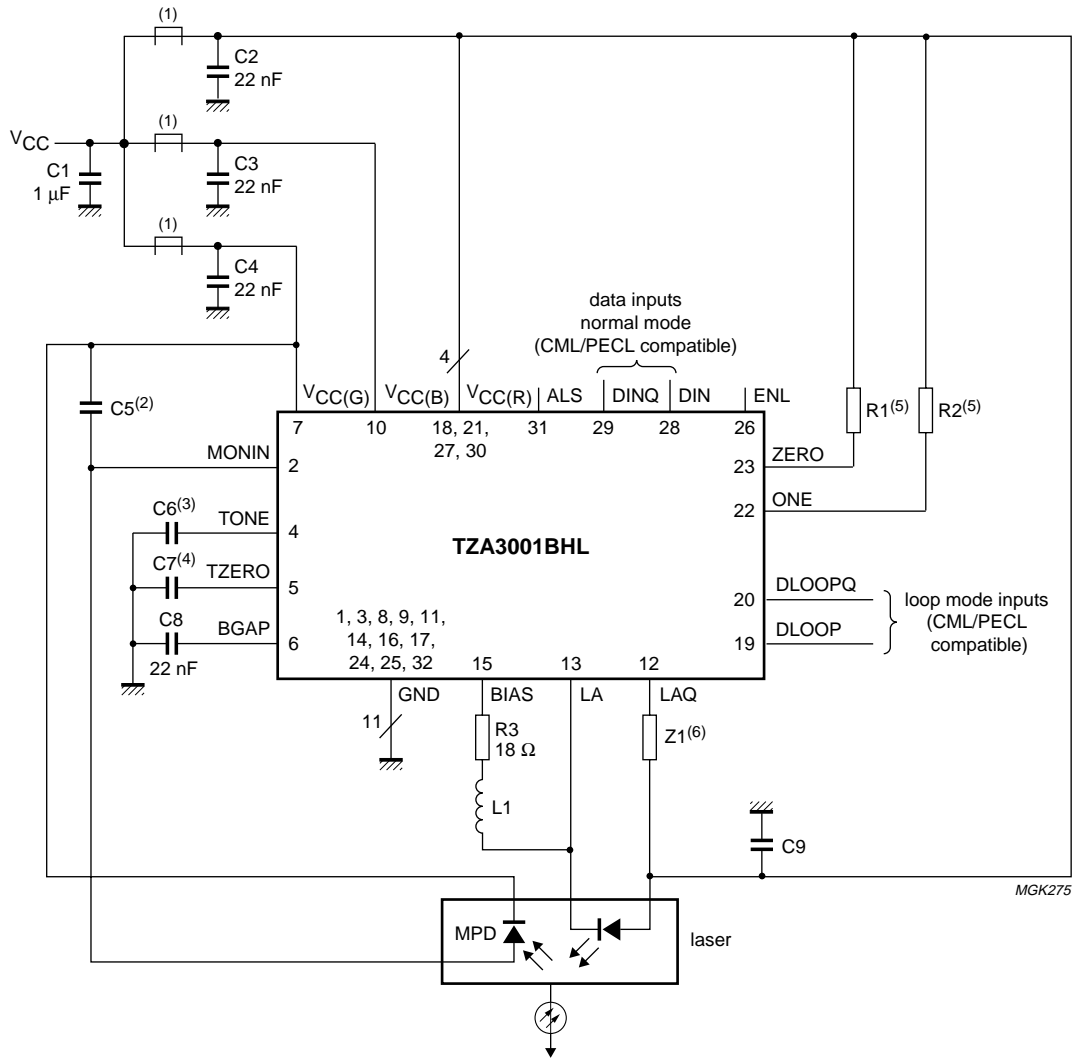 (1)
C2
22 nF
(1)
VCC
C1
1 μF
C3
22 nF
(1)
C4
22 nF
data inputs
normal mode
(CML/PECL compatible)
4
C5(2)
VCC(G)
VCC(B)
VCC(R)
ALS
DINQ
DIN
ENL
R1(5)
R2(5)
7
10
18, 21,
27, 30
31
29
28
26
MONIN
2
23
ZERO
22
ONE
C6(3)
TONE
4
TZA3001BHL
C7(4)
TZERO
5
C8
22 nF
BGAP
6
20
DLOOPQ
19
DLOOP
loop mode inputs
(CML/PECL
compatible)
1, 3, 8, 9, 11,
14, 16, 17,
24, 25, 32
15
13
12
11
GND
BIAS
LA
LAQ
R3
18 Ω
Z1(6)
L1
C9
MGK275
MPD
laser